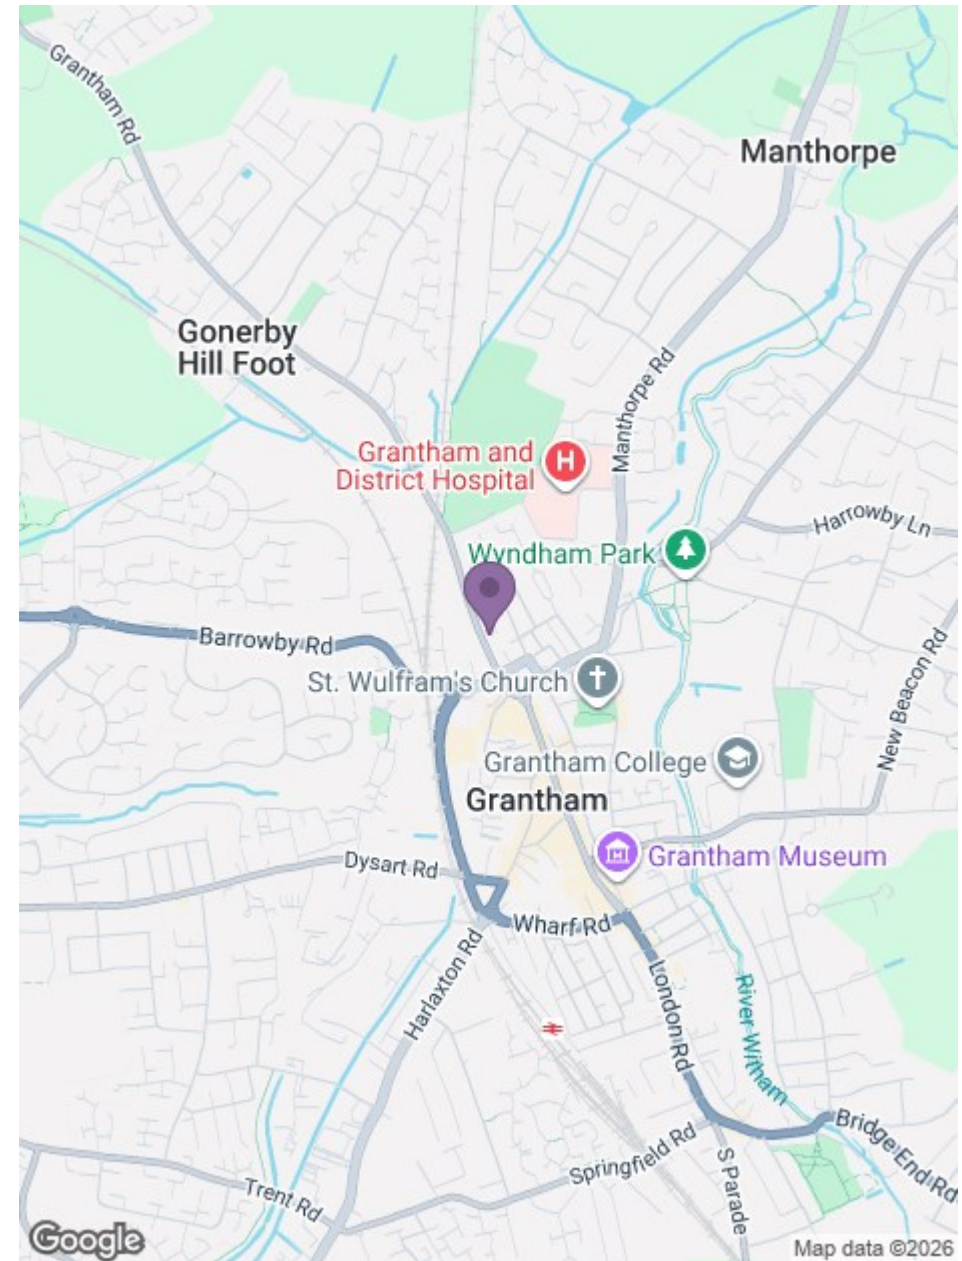 Grantham Rd
Manthorpe
Gonerby
Hill Foot
Manthorpe Rd
Grantham and
District Hospital
H
Harrowby Ln
Wyndham Park
Barrowby Rd
St. Wulfram's Church
New Beacon Rd
Grantham College
Grantham
Grantham Museum
Dysart Rd
Wharf Rd
Harlaxton Rd
London Rd
River Witham
Bridge End Rd
Springfield Rd
S Parade
Trent Rd
Google
Map data ©2026